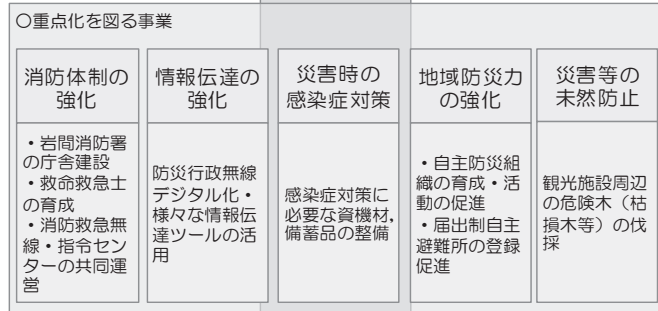 ○重点化を図る事業
消防体制の
強化
・岩間消防署
の庁舎建設
・救命救急士
の育成
・消防救急無
線・指令セン
ターの共同運
営
情報伝達の
強化
防災行政無線
デジタル化・
様々な情報伝
達ツールの活
用
災害時の
感染症対策
感染症対策に
必要な資機材,
備蓄品の整備
地域防災力
の強化
・自主防災組
織の育成・活
動の促進
・届出制自主
避難所の登録
促進
災害等の
未然防止
観光施設周辺
の危険木（枯
損木等）の伐
採